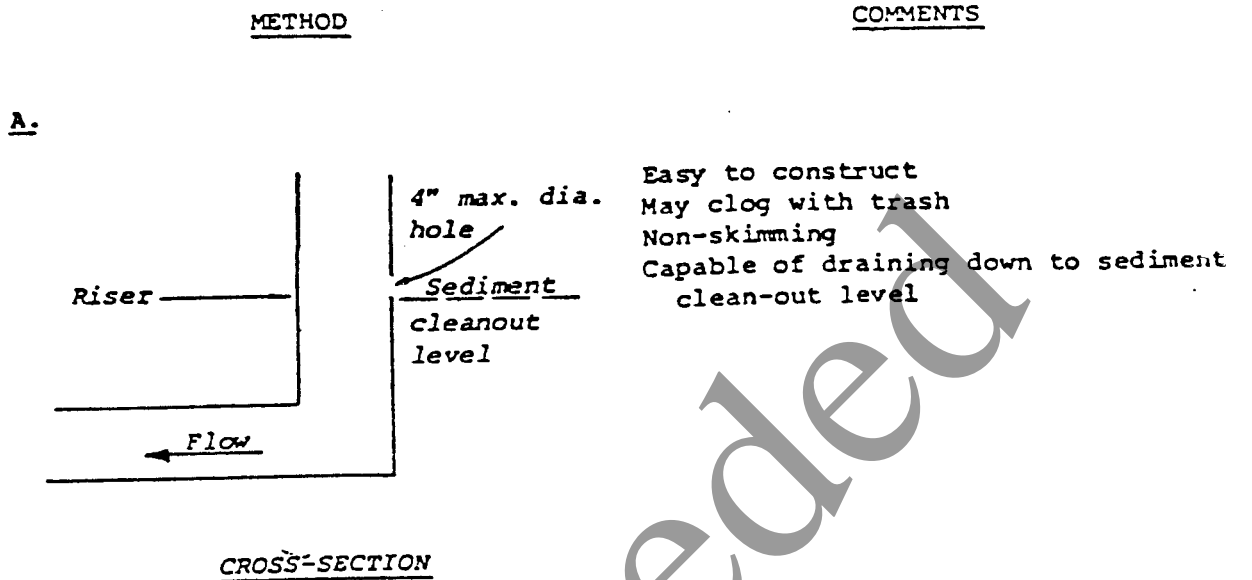 METHOD
COMMENTS
A.
4" max. dia.
hole
Riser
Sediment
cleanout
level
Flow
CROSS-SECTION
Easy to construct
May clog with trash
Non-skimming
Capable of draining down to sediment
clean-out level
eded